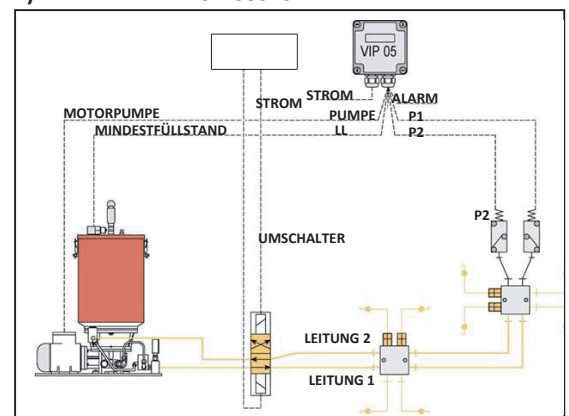 VIP 05
STROM
STROM
ALARM
MOTORPUMPE
PUMPE
P1
MINDESTFÜLLSTAND
LL
P2
P2
UMSCHALTER
LEITUNG 2
LEITUNG 1